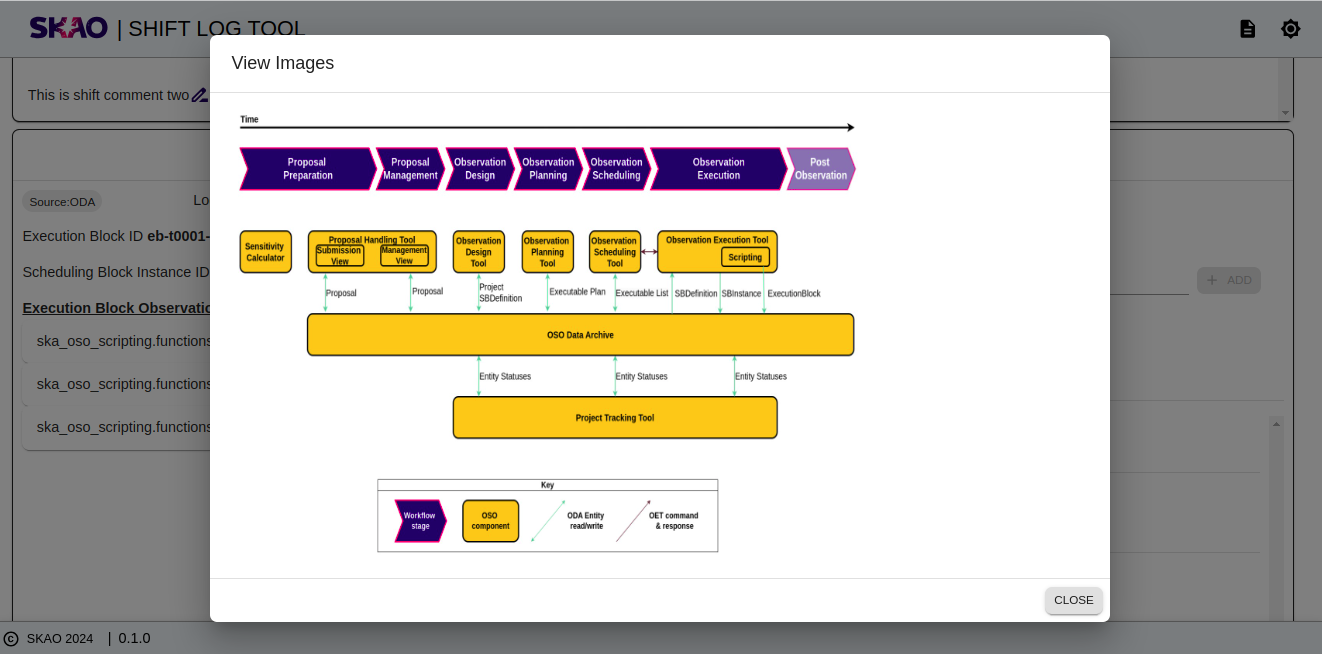 SKAO | SHIFT LOG TOOL
View Images
This is shift comment two
Source:ODA
Lo
Execution Block ID eb-t0001-
Scheduling Block Instance ID
Execution Block Observatio
ska_oso_scripting.functions
ska_oso_scripting.functions
ska_oso_scripting.functions
+ ADD
Time
Proposal
Preparation
Proposal
Management
Observation
Design
Observation
Planning
Observation
Scheduling
Observation
Execution
Post
Observation
Sensitivity
Calculator
Proposal Handling Tool
Submission
View
Management
View
Observation
Design
Tool
Observation
Planning
Tool
Observation
Scheduling
Tool
Observation Execution Tool
Scripting
Proposal
Proposal
Project
SBDefinition
Executable Plan
Executable List
SBDefinition
SBInstance
ExecutionBlock
OSO Data Archive
Entity Statuses
Entity Statuses
Entity Statuses
Project Tracking Tool
Key
Workflow
stage
OSO
component
ODA Entity
read/write
OET command
& response
CLOSE
© SKAO 2024 | 0.1.0